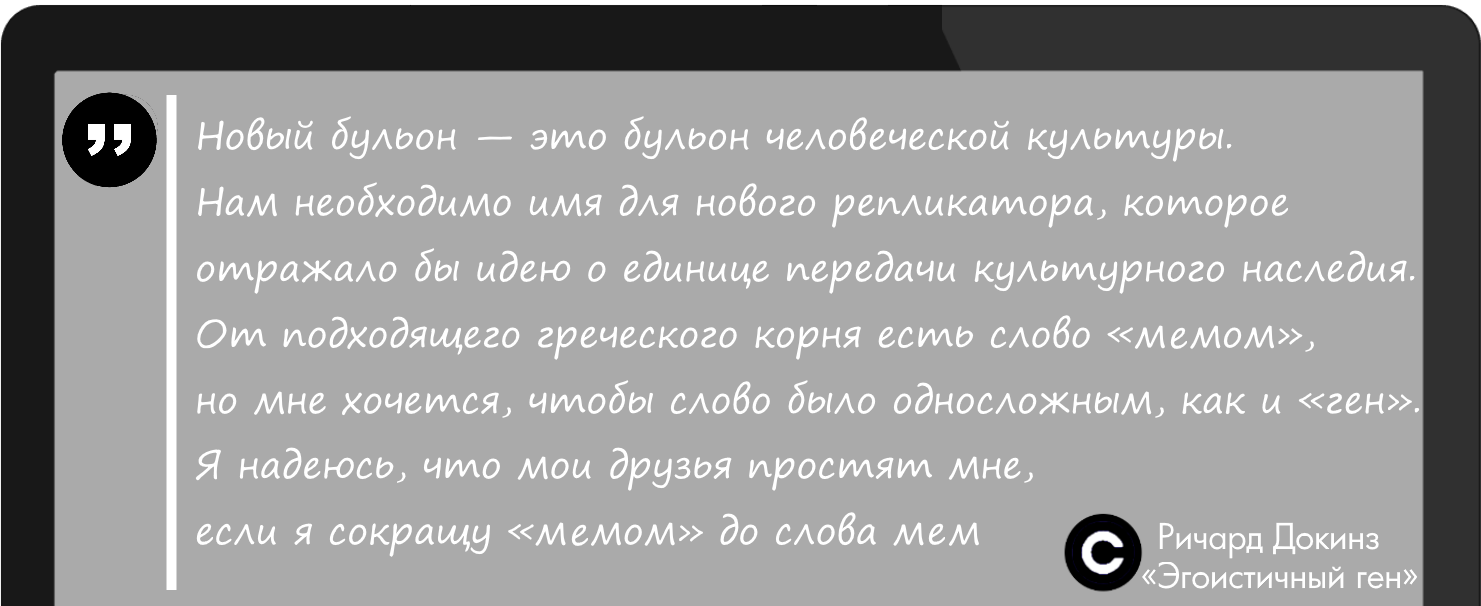 Новый бульон — это бульон человеческой культуры.
Нам необходимо имя для нового репликатора, которое
отражало бы идею о единице передачи культурного наследия.
От подходящего греческого корня есть слово «мемом»,
но мне хочется, чтобы слово было односложным, как и «ген».
Я надеюсь, что мои друзья простят мне,
если я сокращу «мемом» до слова мем
Ричард Докинз
«Эгоистичный ген»